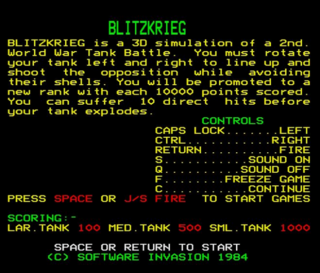 BLITZKRIEG
BLITZKRIEG is a 3D simulation of a 2nd.
World War Tank Battle. You must rotate
your tank left and right to line up and
shoot the opposition while avoiding
their shells. You will be promoted to a
new rank with each 10000 points scored.
You can suffer 10 direct hits before
your tank explodes.
CONTROLS
CAPS LOCK.......LEFT
CTRL...........RIGHT
RETURN..........FIRE
S...........SOUND ON
Q..........SOUND OFF
F........FREEZE GAME
C...........CONTINUE
PRESS SPACE OR J/S FIRE TO START GAMES
SCORING:-
LAR.TANK 100 MED.TANK 500 SML.TANK 1000
SPACE OR RETURN TO START
(C) SOFTWARE INVASION 1984